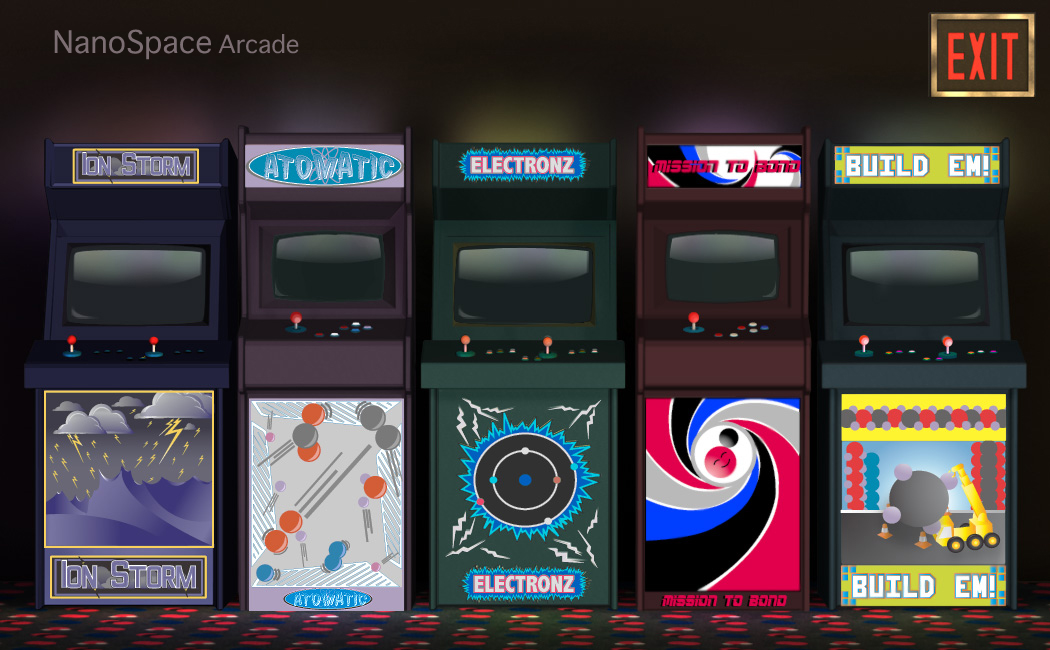 NanoSpace Arcade
EXIT
ION STORM
ATOMATIC
ELECTRONZ
MISSION TO BOND
BUILD EM!
ION STORM
ATOMATIC
ELECTRONZ
MISSION TO BOND
BUILD EM!